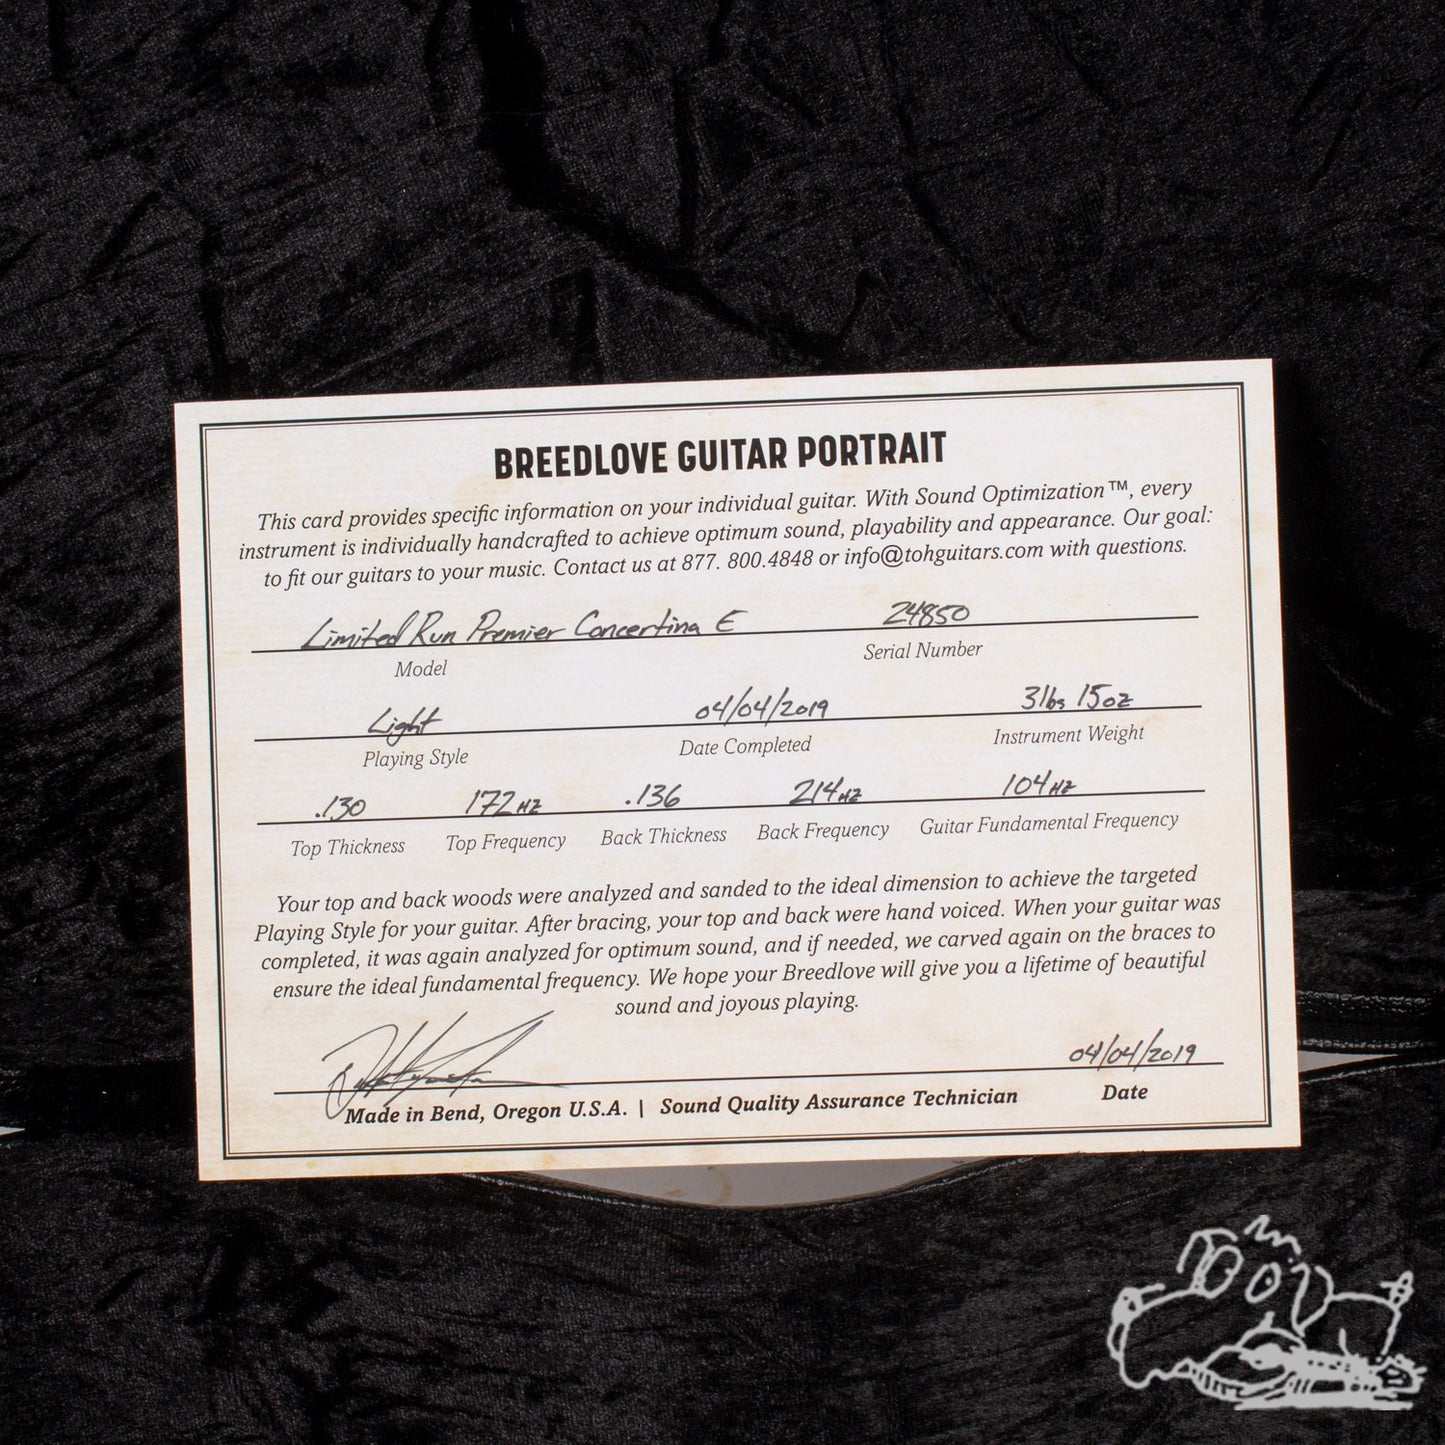 BREEDLOVE GUITAR PORTRAIT
This card provides specific information on your individual guitar. With Sound Optimization™, every
instrument is individually handcrafted to achieve optimum sound, playability and appearance. Our goal:
to fit our guitars to your music. Contact us at 877. 800.4848 or info@tohguitars.com with questions.
Limited Run Premier Concertina E 24850
Model Serial Number
Light 04/04/2019 3lbs 15oz
Playing Style Date Completed Instrument Weight
.130 172HZ .136 214HZ 104HZ
Top Thickness Top Frequency Back Thickness Back Frequency Guitar Fundamental Frequency
Your top and back woods were analyzed and sanded to the ideal dimension to achieve the targeted
Playing Style for your guitar. After bracing, your top and back were hand voiced. When your guitar was
completed, it was again analyzed for optimum sound, and if needed, we carved again on the braces to
ensure the ideal fundamental frequency. We hope your Breedlove will give you a lifetime of beautiful
sound and joyous playing.
04/04/2019
Made in Bend, Oregon U.S.A. | Sound Quality Assurance Technician Date